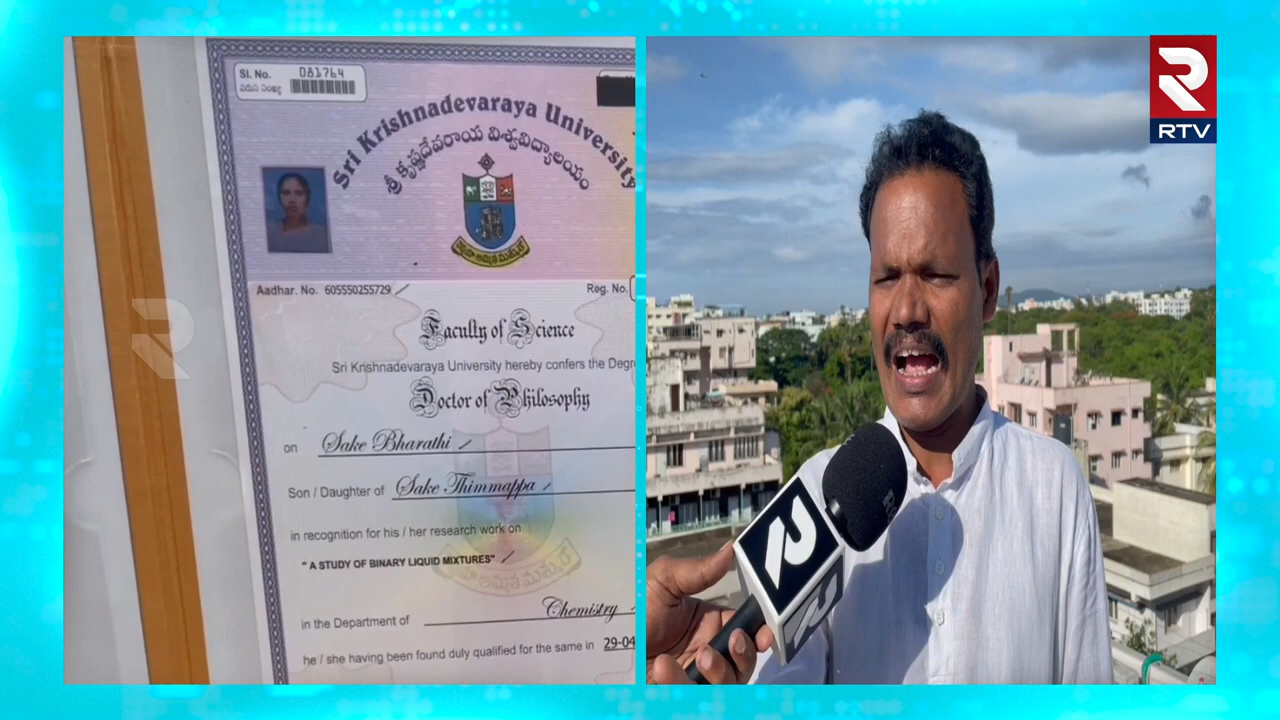 Sl. No. 081764
వరుస సంఖ్య
Sri Krishnadevaraya University
శ్రీ కృష్ణదేవరాయ విశ్వవిద్యాలయం
Aadhar. No. 605550255729
Reg. No.
Faculty of Science
Sri Krishnadevaraya University hereby confers the Degre
Doctor of Philosophy
on Sake Bharathi
Son / Daughter of Sake Thimmappa
in recognition for his / her research work on
" A STUDY OF BINARY LIQUID MIXTURES"
in the Department of Chemistry
he / she having been found duly qualified for the same in 29-04
R
RTV